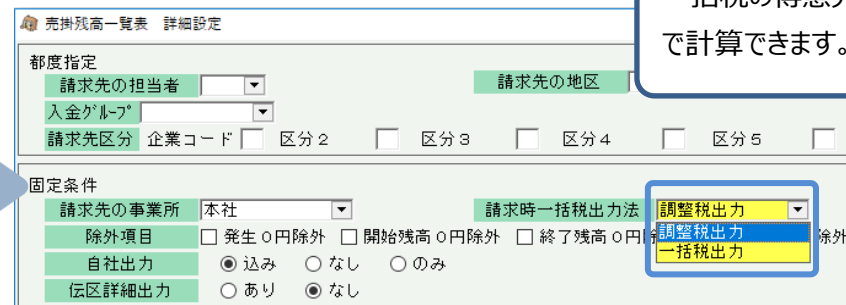 で計算できます。
売掛残高一覧表 詳細設定
都度指定
請求先の担当者
請求先の地区
入金グループ
請求先区分 企業コード 区分2 区分3 区分4 区分5
固定条件
請求先の事業所 本社 請求時一括税出力法 調整税出力
除外項目 発生0円除外 開始残高0円除外 終了残高0円 調整税出力
一括税出力
自社出力 込み なし のみ
伝区詳細出力 あり なし